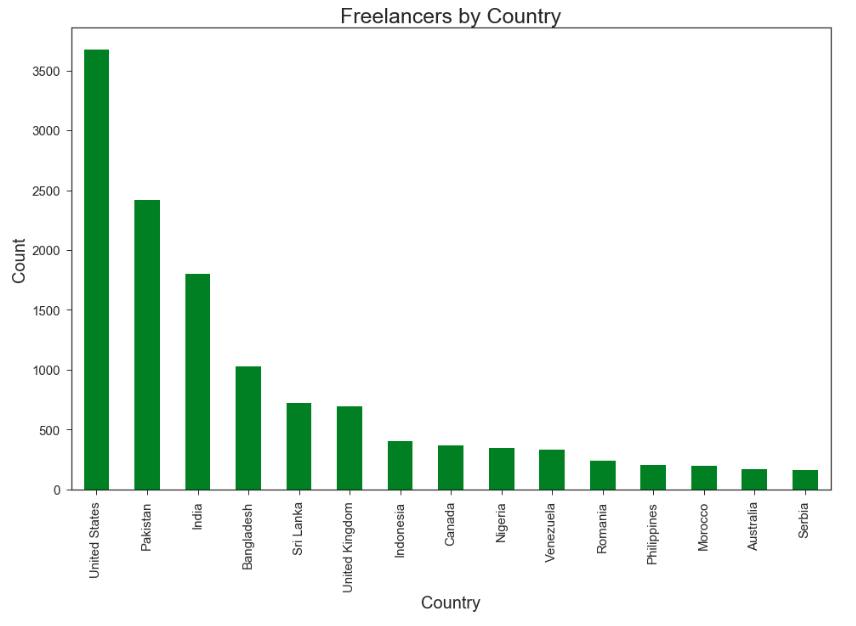 Freelancers by Country
3500
3000
2500
2000
1500
1000
500
0
Count
United States
Pakistan
India
Bangladesh
Sri Lanka
United Kingdom
Indonesia
Canada
Nigeria
Venezuela
Romania
Philippines
Morocco
Australia
Serbia
Country